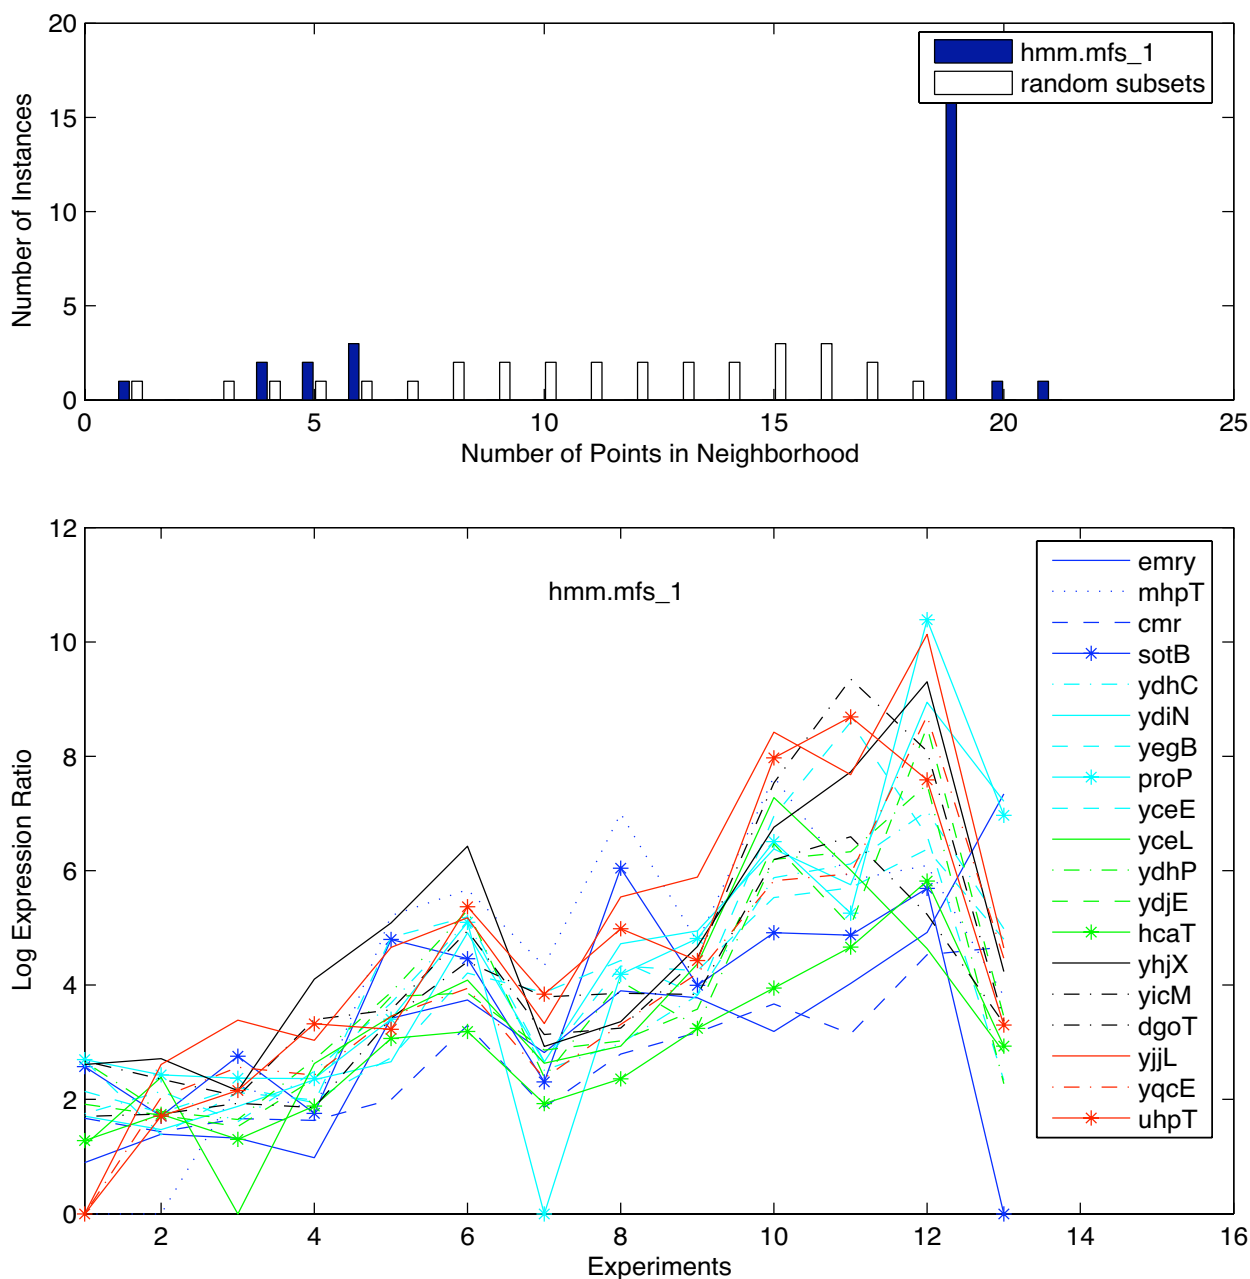 20
15
10
5
0
Number of Instances
hmm.mfs_1
random subsets
0 5 10 15 20 25
Number of Points in Neighborhood
12
10
8
6
4
2
0
Log Expression Ratio
hmm.mfs_1
emry
mhpT
cmr
sotB
ydhC
ydiN
yegB
proP
yceE
yceL
ydhP
ydjE
hcaT
yhjX
yicM
dgoT
yjjL
yqcE
uhpT
2 4 6 8 10 12 14 16
Experiments